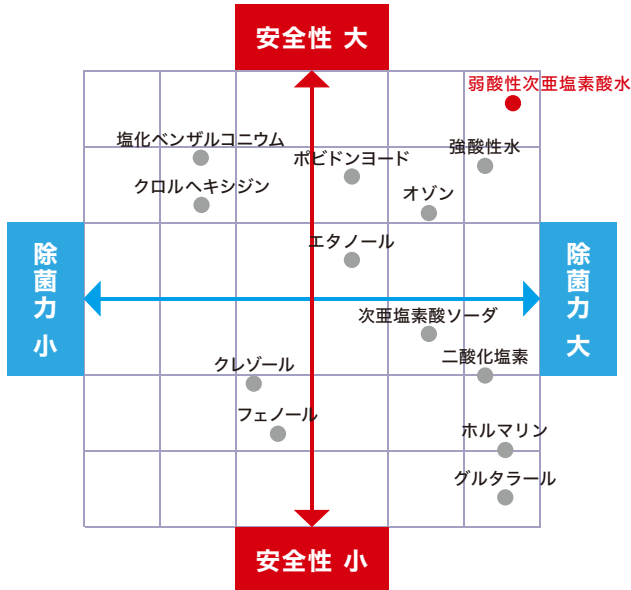 安全性 大
弱酸性次亜塩素酸水
塩化ベンザルコニウム
ポビドンヨード
強酸性水
クロルヘキシジン
オゾン
エタノール
除菌力 小
除菌力 大
次亜塩素酸ソーダ
二酸化塩素
クレゾール
フェノール
ホルマリン
グルタラール
安全性 小